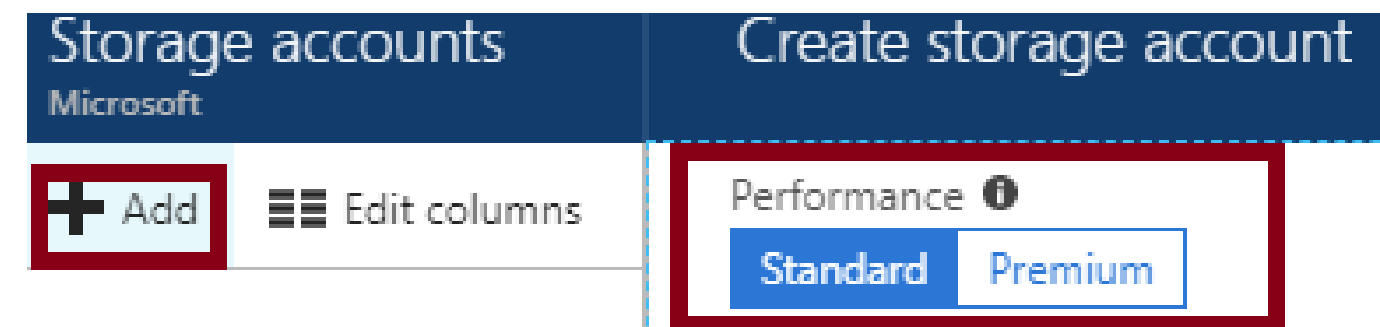 Storage accounts
Microsoft
Add
Edit columns
Create storage account
Performance
Standard
Premium